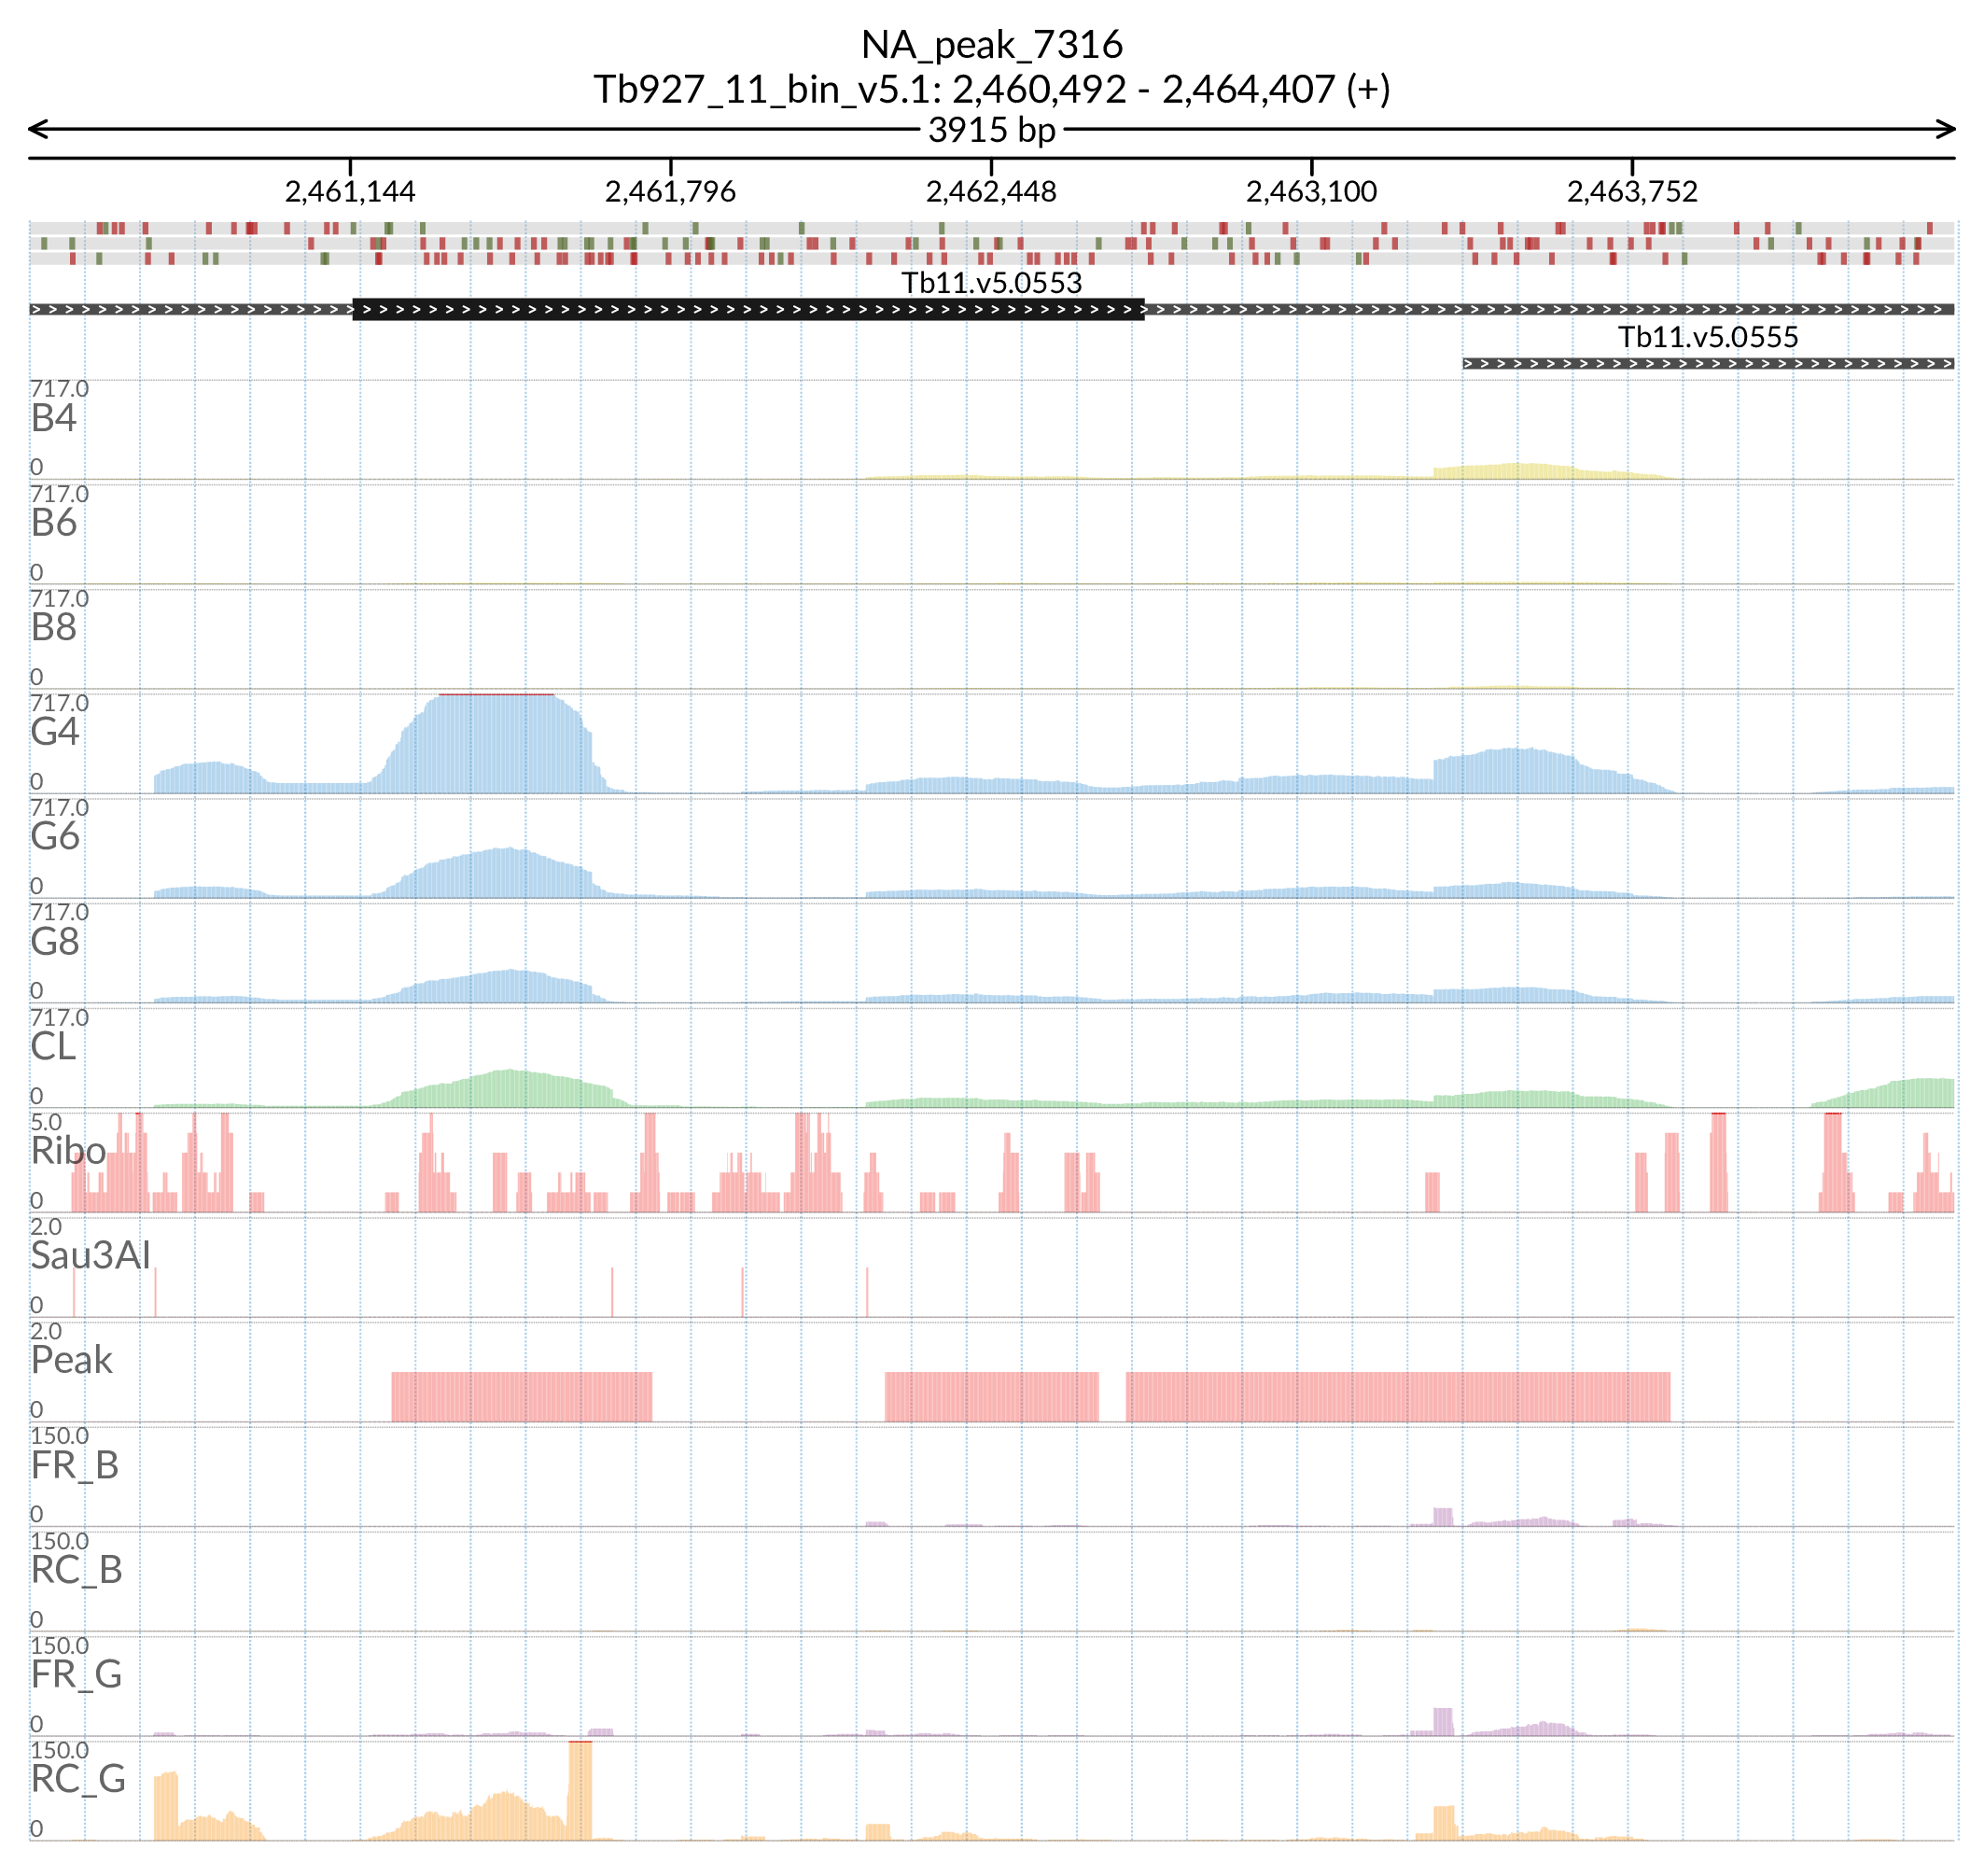 NA_peak_7316
Tb927_11_bin_v5.1: 2,460,492 - 2,464,407 (+)
3915 bp
2,461,144 2,461,796 2,462,448 2,463,100 2,463,752
Tb11.v5.0553
Tb11.v5.0555
717.0
B4
0
717.0
B6
0
717.0
B8
0
717.0
G4
0
717.0
G6
0
717.0
G8
0
717.0
CL
0
5.0
Ribo
0
2.0
Sau3AI
0
2.0
Peak
0
150.0
FR_B
0
150.0
RC_B
0
150.0
FR_G
0
150.0
RC_G
0